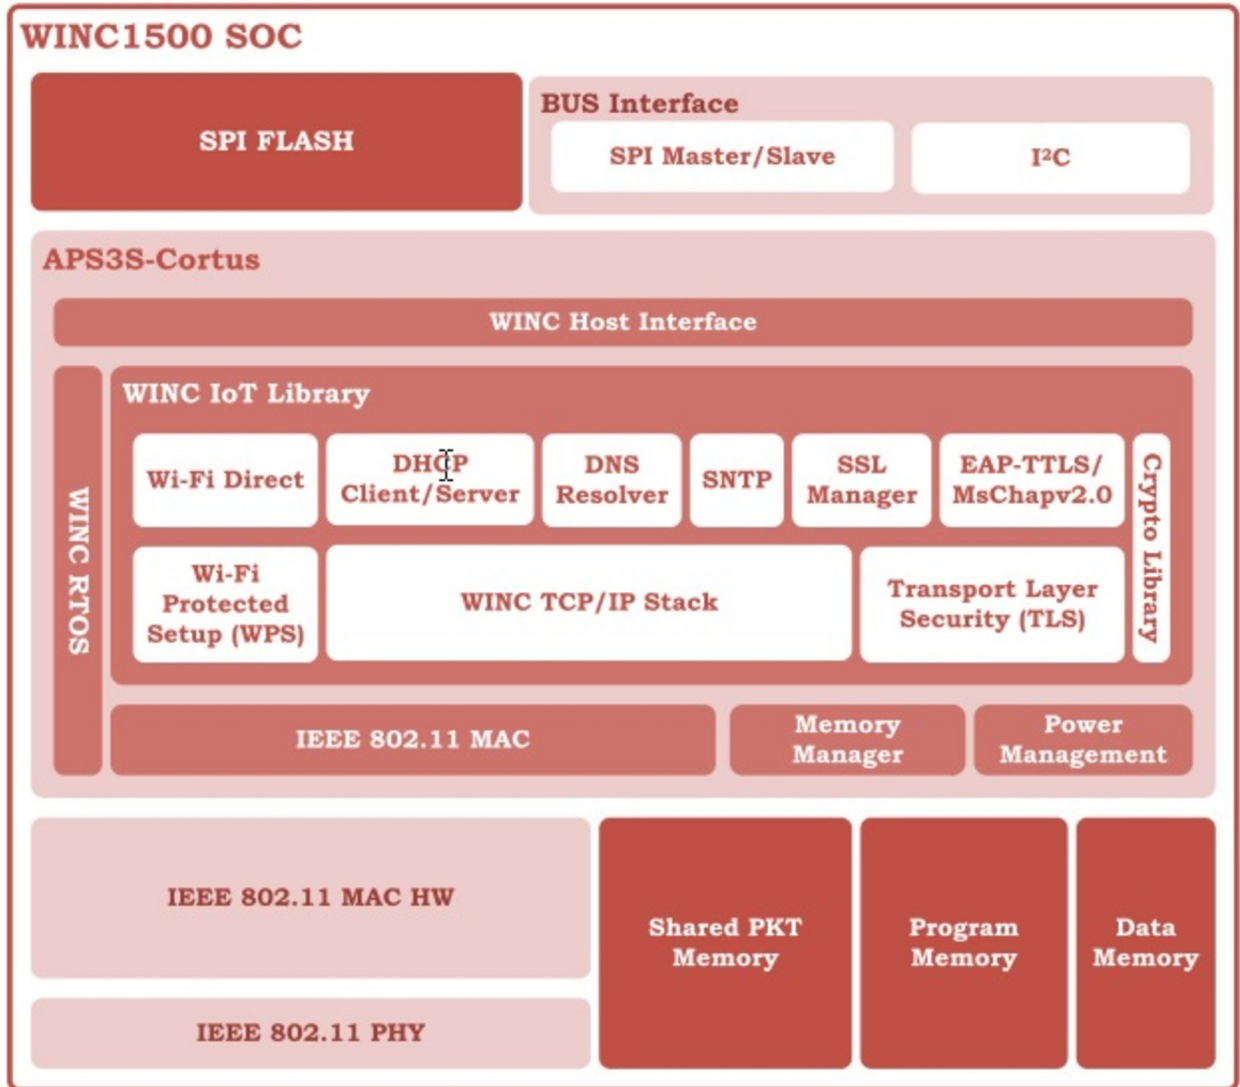 WINC1500 SOC
SPI FLASH
BUS Interface
SPI Master/Slave
I²C
APS3S-Cortus
WINC Host Interface
WINC RTOS
WINC IoT Library
Wi-Fi Direct
DHCP
Client/Server
DNS
Resolver
SNTP
SSL
Manager
EAP-TTLS/
MsChapv2.0
Crypto Library
Wi-Fi
Protected
Setup (WPS)
WINC TCP/IP Stack
Transport Layer
Security (TLS)
IEEE 802.11 MAC
Memory
Manager
Power
Management
IEEE 802.11 MAC HW
Shared PKT
Memory
Program
Memory
Data
Memory
IEEE 802.11 PHY